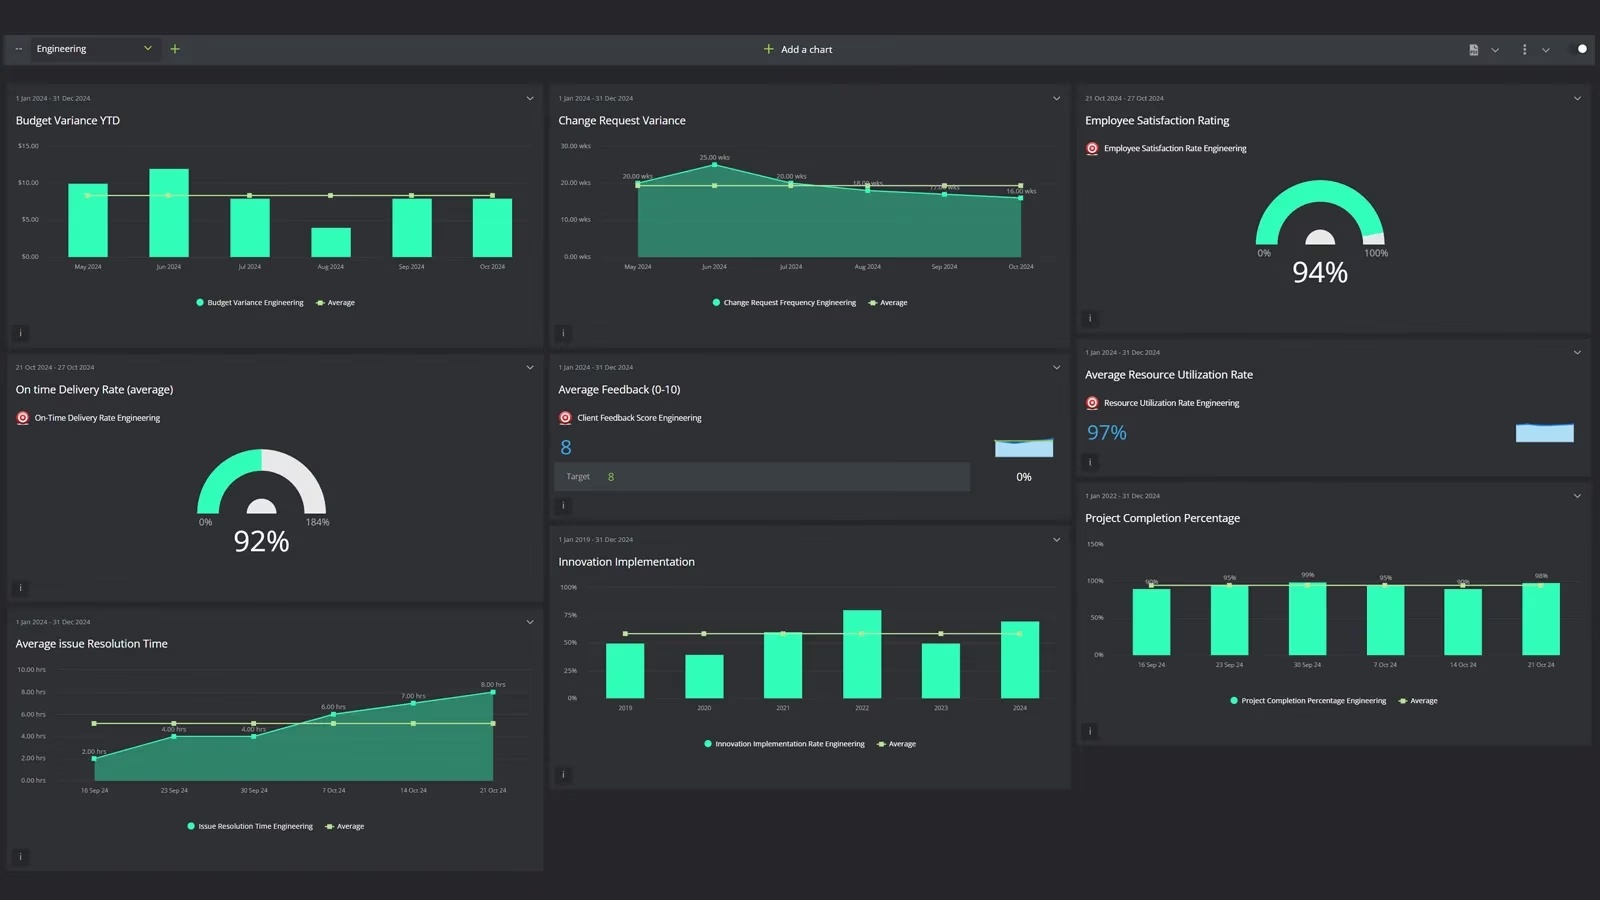 Engineering
Add a chart
1 Jan 2024 - 31 Dec 2024
Budget Variance YTD
$15.00
$10.00
$5.00
$0.00
May 2024 Jun 2024 Jul 2024 Aug 2024 Sep 2024 Oct 2024
Budget Variance Engineering Average
i
1 Jan 2024 - 31 Dec 2024
Change Request Variance
30.00 wks
20.00 wks
10.00 wks
0.00 wks
20.00 wks 25.00 wks 20.00 wks 18.00 wks 17.00 wks 16.00 wks
May 2024 Jun 2024 Jul 2024 Aug 2024 Sep 2024 Oct 2024
Change Request Frequency Engineering Average
i
21 Oct 2024 - 27 Oct 2024
Employee Satisfaction Rating
Employee Satisfaction Rate Engineering
0% 100%
94%
i
21 Oct 2024 - 27 Oct 2024
On time Delivery Rate (average)
On-Time Delivery Rate Engineering
0% 184%
92%
i
1 Jan 2024 - 31 Dec 2024
Average Feedback (0-10)
Client Feedback Score Engineering
8
Target 8 0%
i
1 Jan 2024 - 31 Dec 2024
Average Resource Utilization Rate
Resource Utilization Rate Engineering
97%
i
1 Jan 2022 - 31 Dec 2024
Project Completion Percentage
150%
100%
50%
0%
90% 95% 99% 95% 90% 98%
16 Sep 24 23 Sep 24 30 Sep 24 7 Oct 24 14 Oct 24 21 Oct 24
Project Completion Percentage Engineering Average
i
1 Jan 2019 - 31 Dec 2024
Innovation Implementation
100%
75%
50%
25%
0%
2019 2020 2021 2022 2023 2024
Innovation Implementation Rate Engineering Average
i
1 Jan 2024 - 31 Dec 2024
Average issue Resolution Time
10.00 hrs
8.00 hrs
6.00 hrs
4.00 hrs
2.00 hrs
0.00 hrs
2.00 hrs 4.00 hrs 4.00 hrs 6.00 hrs 7.00 hrs 8.00 hrs
16 Sep 24 23 Sep 24 30 Sep 24 7 Oct 24 14 Oct 24 21 Oct 24
Issue Resolution Time Engineering Average
i